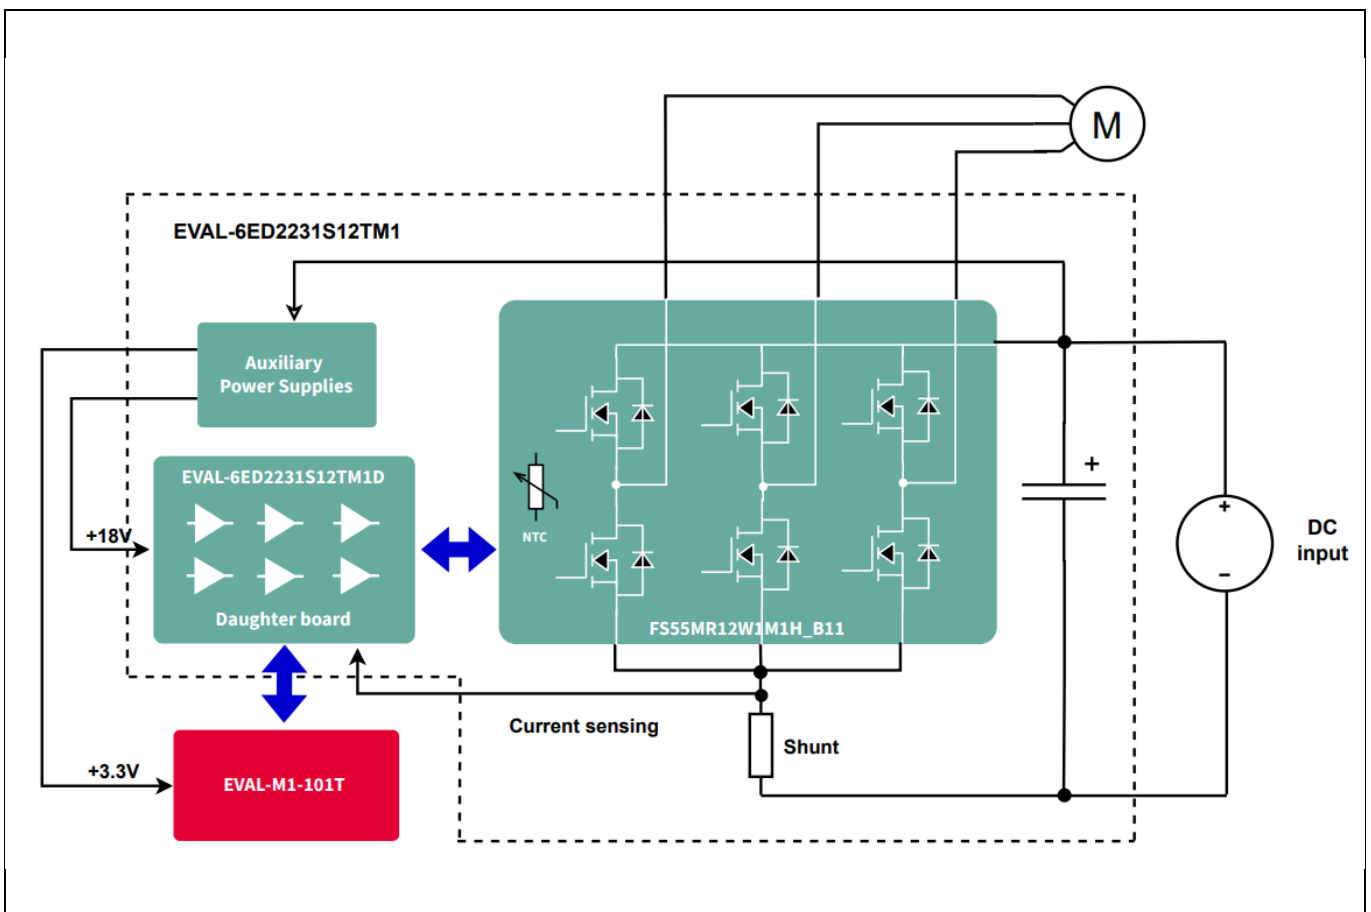 M
EVAL-6ED2231S12TM1
Auxiliary
Power Supplies
EVAL-6ED2231S12TM1D
+18V
Daughter board
NTC
FS55MR12W1M1H_B11
+
+
−
DC
input
Current sensing
Shunt
+3.3V
EVAL-M1-101T